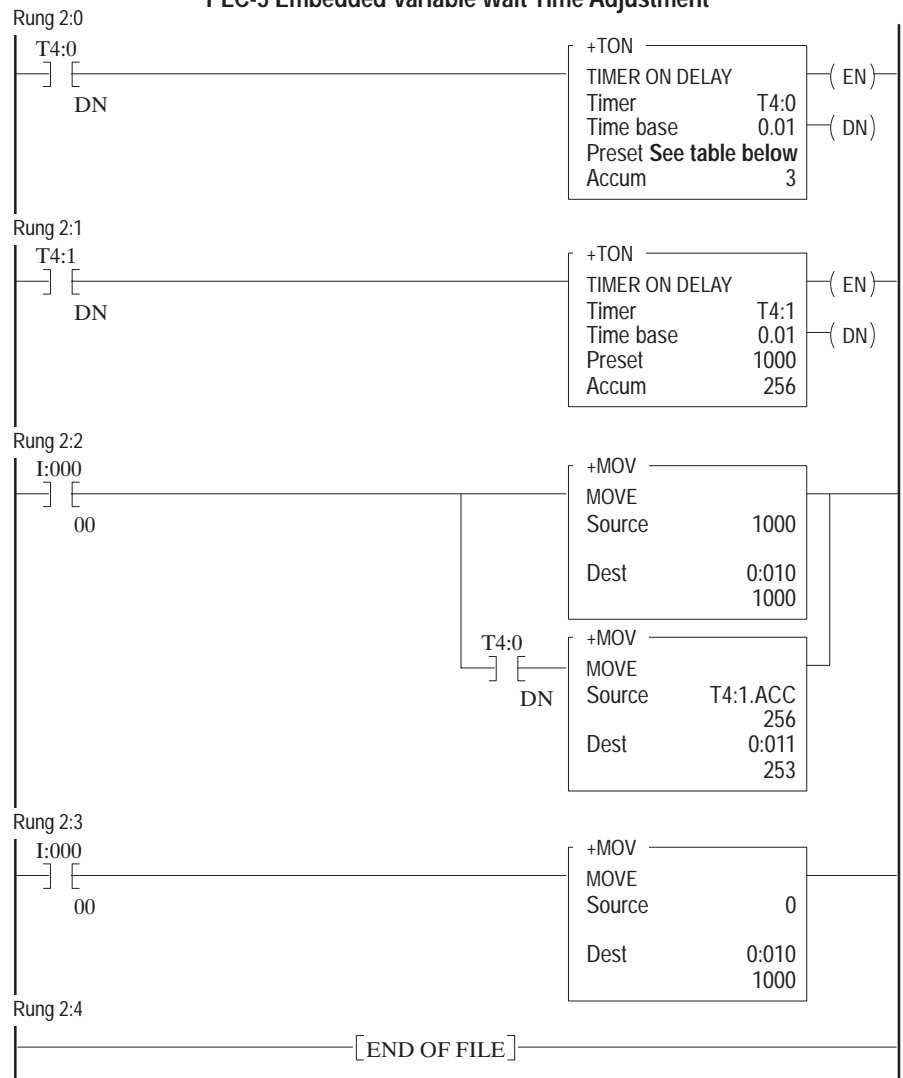 PLC-5 Embedded Variable Wait Time Adjustment
Rung 2:0
T4:0
DN
+TON
TIMER ON DELAY
Timer T4:0
Time base 0.01
Preset See table below
Accum 3
EN
DN
Rung 2:1
T4:1
DN
+TON
TIMER ON DELAY
Timer T4:1
Time base 0.01
Preset 1000
Accum 256
EN
DN
Rung 2:2
I:000
00
+MOV
MOVE
Source 1000
Dest 0:010
1000
T4:0
DN
+MOV
MOVE
Source T4:1.ACC
256
Dest 0:011
253
Rung 2:3
I:000
00
+MOV
MOVE
Source 0
Dest 0:010
1000
Rung 2:4
END OF FILE